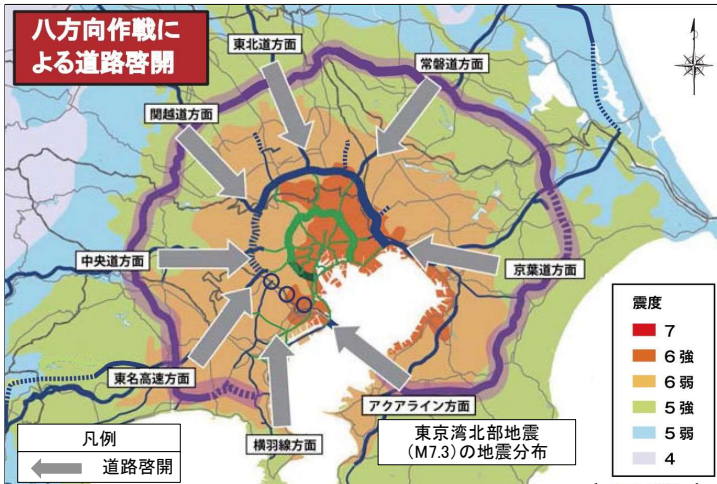 八方向作戦に
よる道路啓開
東北道方面
常磐道方面
関越道方面
中央道方面
京葉道方面
東名高速方面
アクアライン方面
横羽線方面
凡例
道路啓開
東京湾北部地震
(M7.3)の地震分布
震度
7
6強
6弱
5強
5弱
4